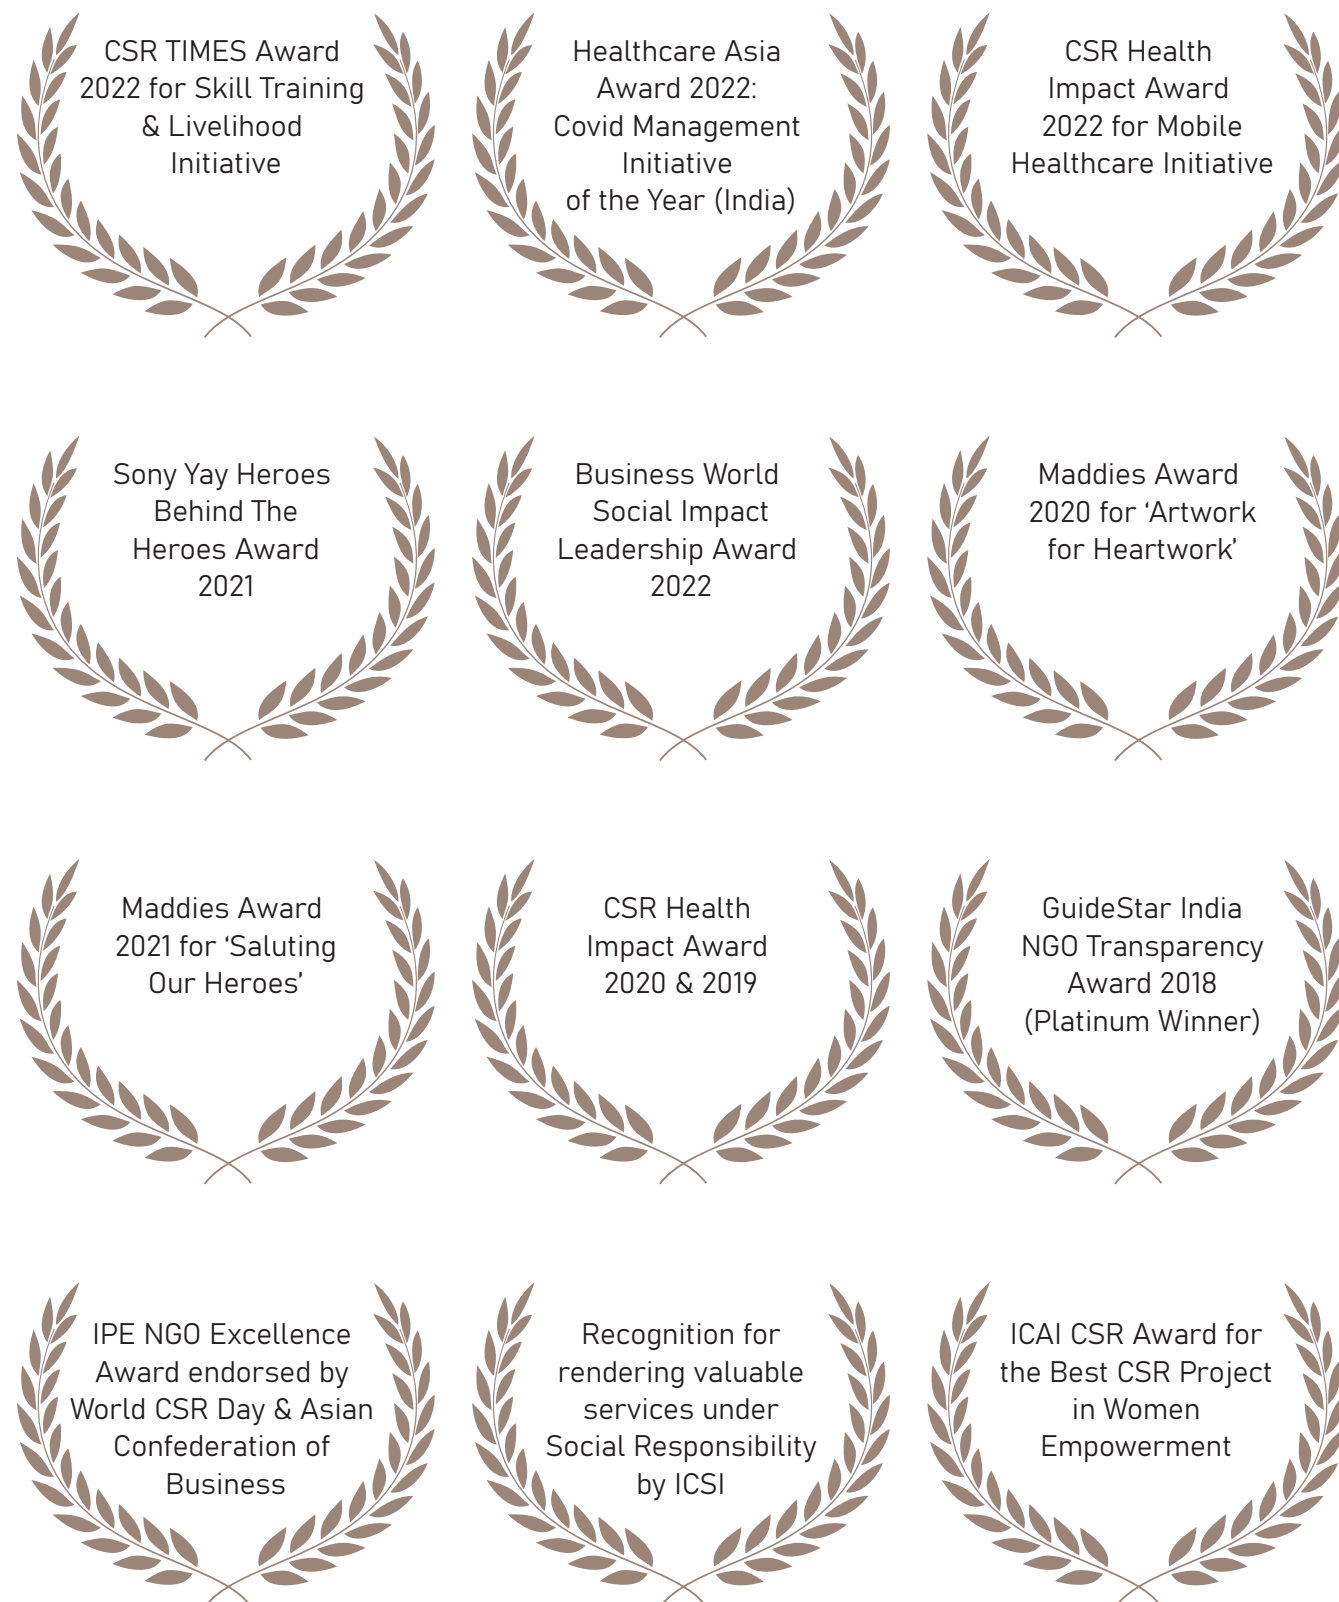 CSR TIMES Award
2022 for Skill Training
& Livelihood
Initiative
Healthcare Asia
Award 2022:
Covid Management
Initiative
of the Year (India)
CSR Health
Impact Award
2022 for Mobile
Healthcare Initiative
Sony Yay Heroes
Behind The
Heroes Award
2021
Business World
Social Impact
Leadership Award
2022
Maddies Award
2020 for ‘Artwork
for Heartwork’
Maddies Award
2021 for ‘Saluting
Our Heroes’
CSR Health
Impact Award
2020 & 2019
GuideStar India
NGO Transparency
Award 2018
(Platinum Winner)
IPE NGO Excellence
Award endorsed by
World CSR Day & Asian
Confederation of
Business
Recognition for
rendering valuable
services under
Social Responsibility
by ICSI
ICAI CSR Award for
the Best CSR Project
in Women
Empowerment